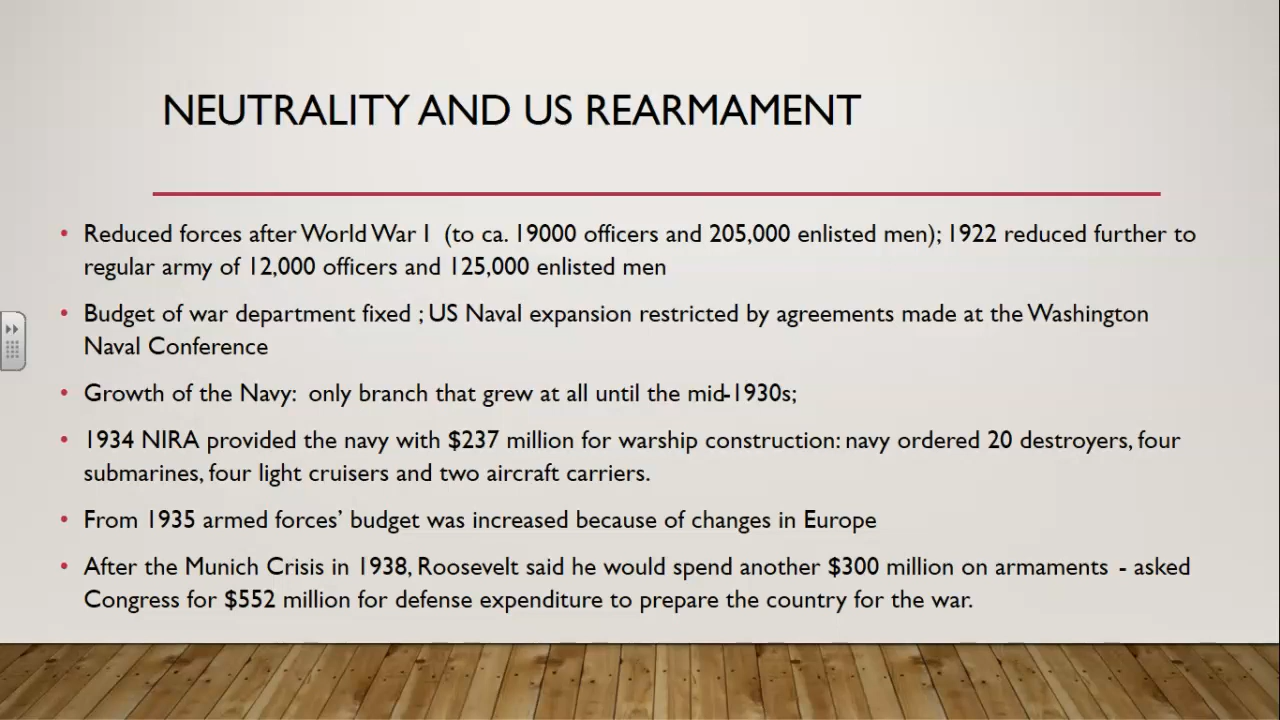 NEUTRALITY AND US REARMAMENT
• Reduced forces after World War I (to ca. 19000 officers and 205,000 enlisted men); 1922 reduced further to
regular army of 12,000 officers and 125,000 enlisted men
• Budget of war department fixed ; US Naval expansion restricted by agreements made at the Washington
Naval Conference
• Growth of the Navy: only branch that grew at all until the mid-1930s;
• 1934 NIRA provided the navy with $237 million for warship construction: navy ordered 20 destroyers, four
submarines, four light cruisers and two aircraft carriers.
• From 1935 armed forces’ budget was increased because of changes in Europe
• After the Munich Crisis in 1938, Roosevelt said he would spend another $300 million on armaments - asked
Congress for $552 million for defense expenditure to prepare the country for the war.